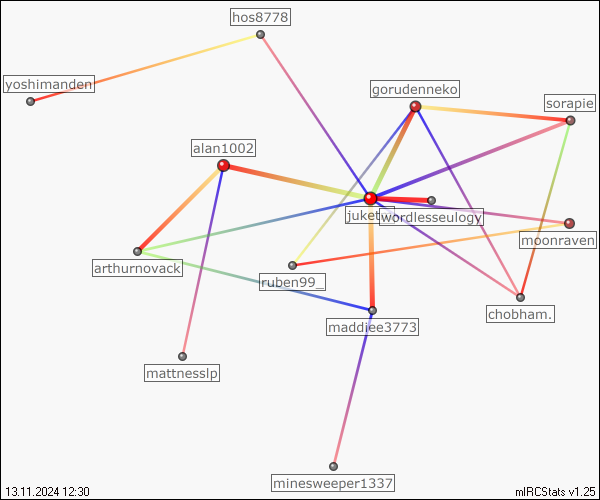 hos8778
yoshimanden
gorudenneko
sorapie
alan1002
wordlesseulogy
moonraven
arthurnovack
ruben99_
chobham.
maddiee3773
mattnesslp
minesweeper1337
13.11.2024 12:30
mIRCStats v1.25